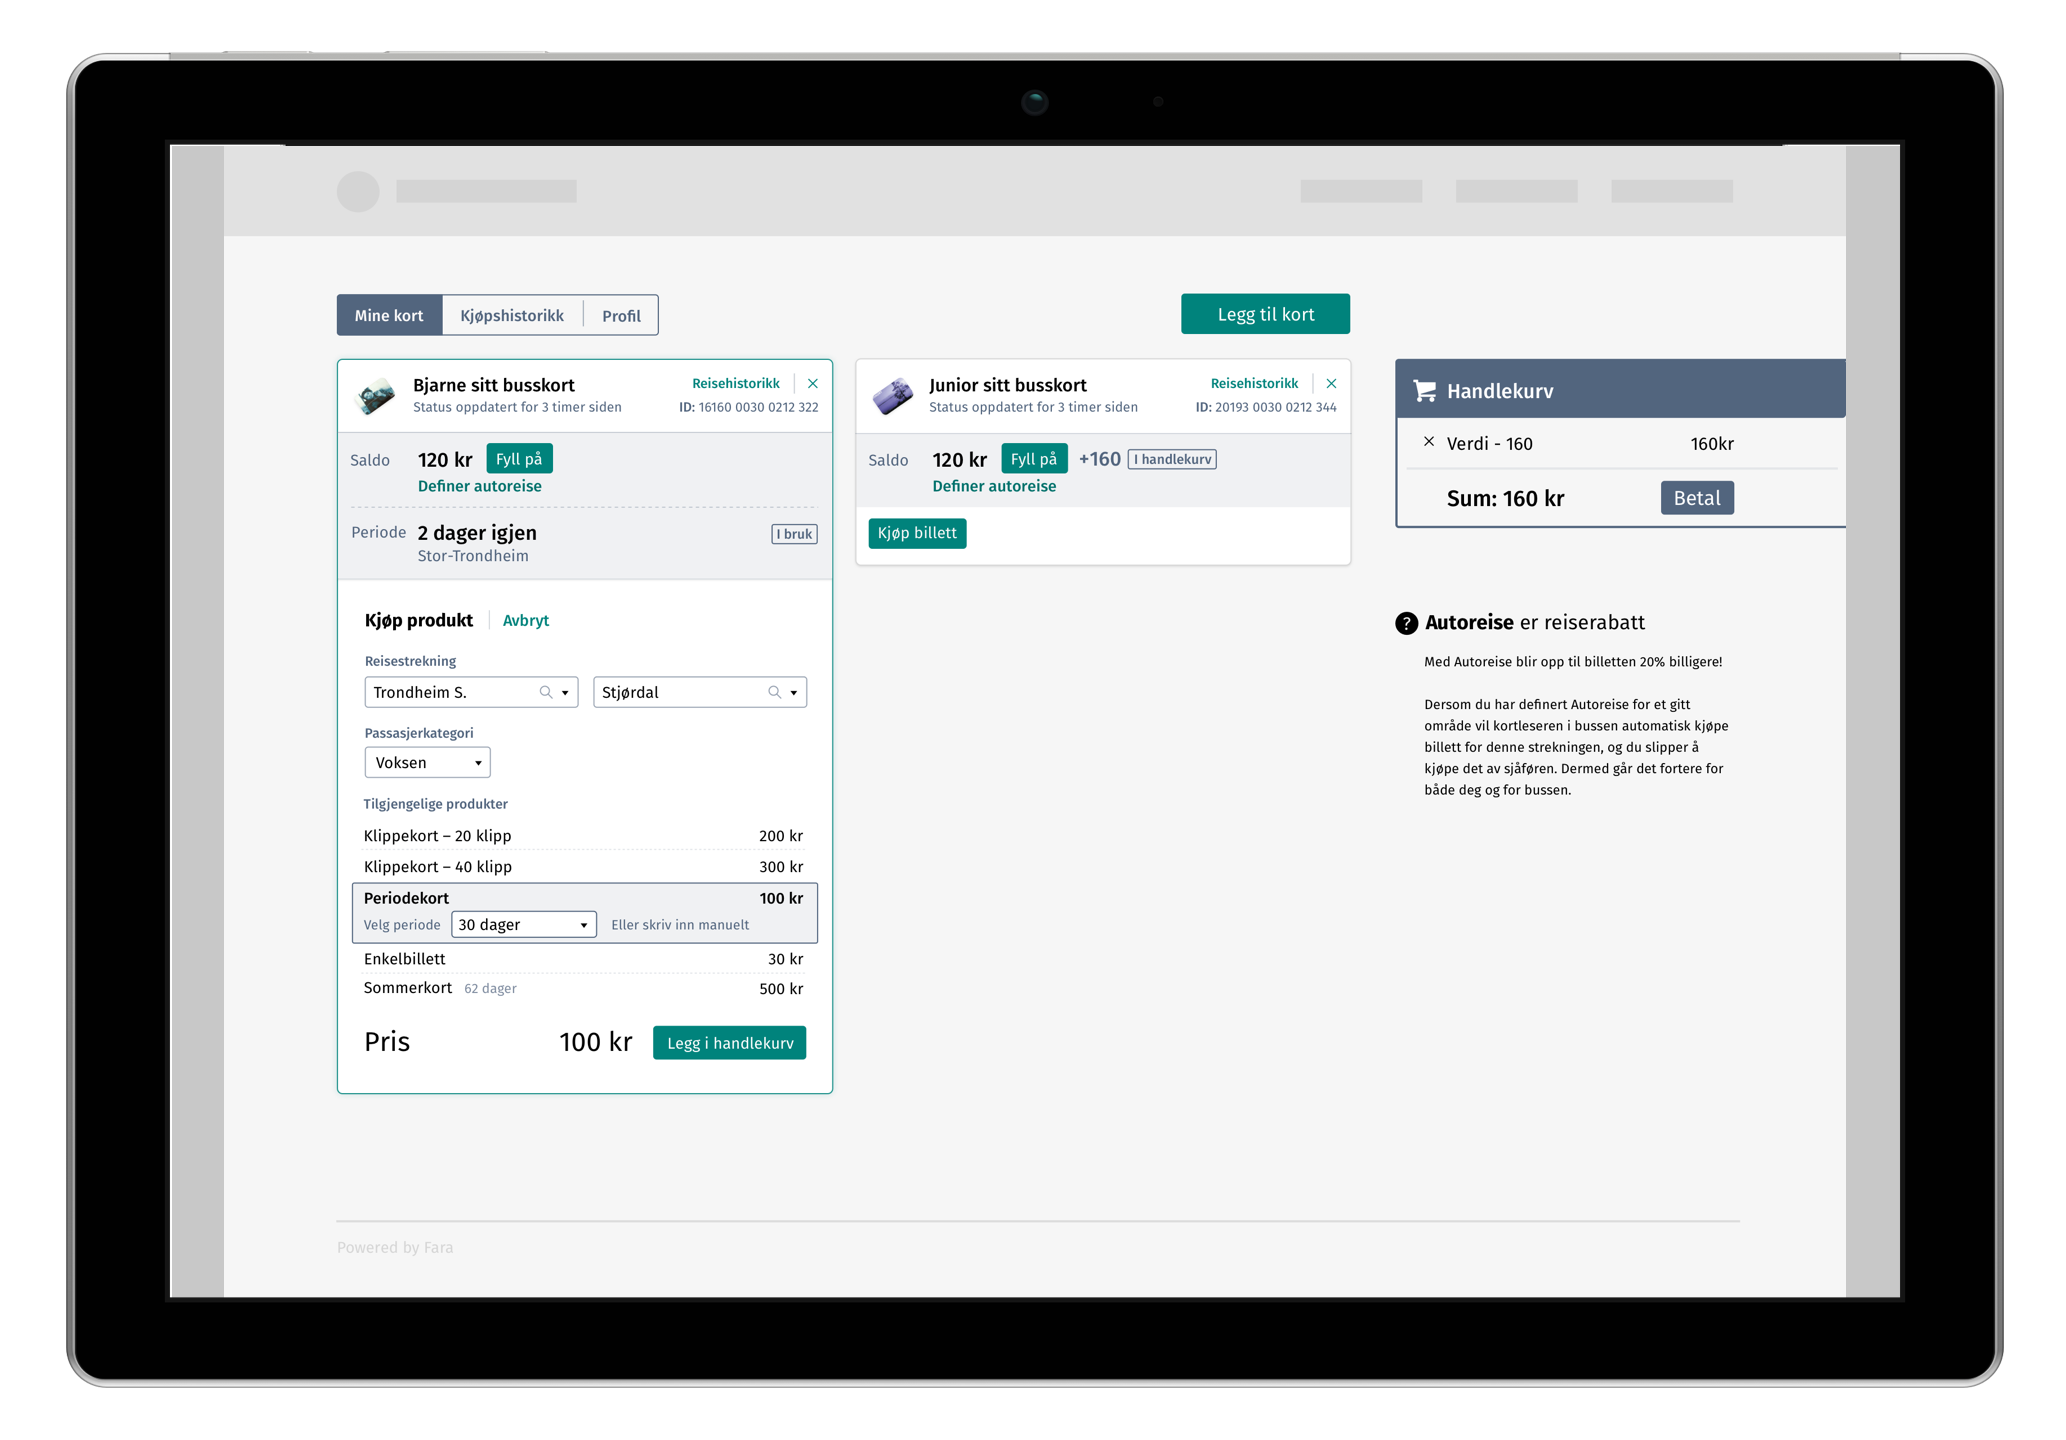 Mine kort Kjøpshistorikk Profil
Legg til kort
Bjarne sitt busskort Reisehistorikk
Status oppdatert for 3 timer siden ID: 16160 0030 0212 322
Saldo 120 kr Fyll på
Definer autoreise
Periode 2 dager igjen I bruk
Stor-Trondheim
Kjøp produkt Avbryt
Reisestrekning
Trondheim S. Stjørdal
Passasjerkategori
Voksen
Tilgjengelige produkter
Klippekort – 20 klipp 200 kr
Klippekort – 40 klipp 300 kr
Periodekort 100 kr
Velg periode 30 dager Eller skriv inn manuelt
Enkelbillett 30 kr
Sommerkort 62 dager 500 kr
Pris 100 kr Legg i handlekurv
Junior sitt busskort Reisehistorikk
Status oppdatert for 3 timer siden ID: 20193 0030 0212 344
Saldo 120 kr Fyll på +160 I handlekurv
Definer autoreise
Kjøp billett
Handlekurv
Verdi - 160 160kr
Sum: 160 kr Betal
? Autoreise er reiserabatt
Med Autoreise blir opp til billetten 20% billigere!
Dersom du har definert Autoreise for et gitt
område vil kortleseren i bussen automatisk kjøpe
billett for denne strekningen, og du slipper å
kjøpe det av sjåføren. Dermed går det fortere for
både deg og for bussen.
Powered by Fara